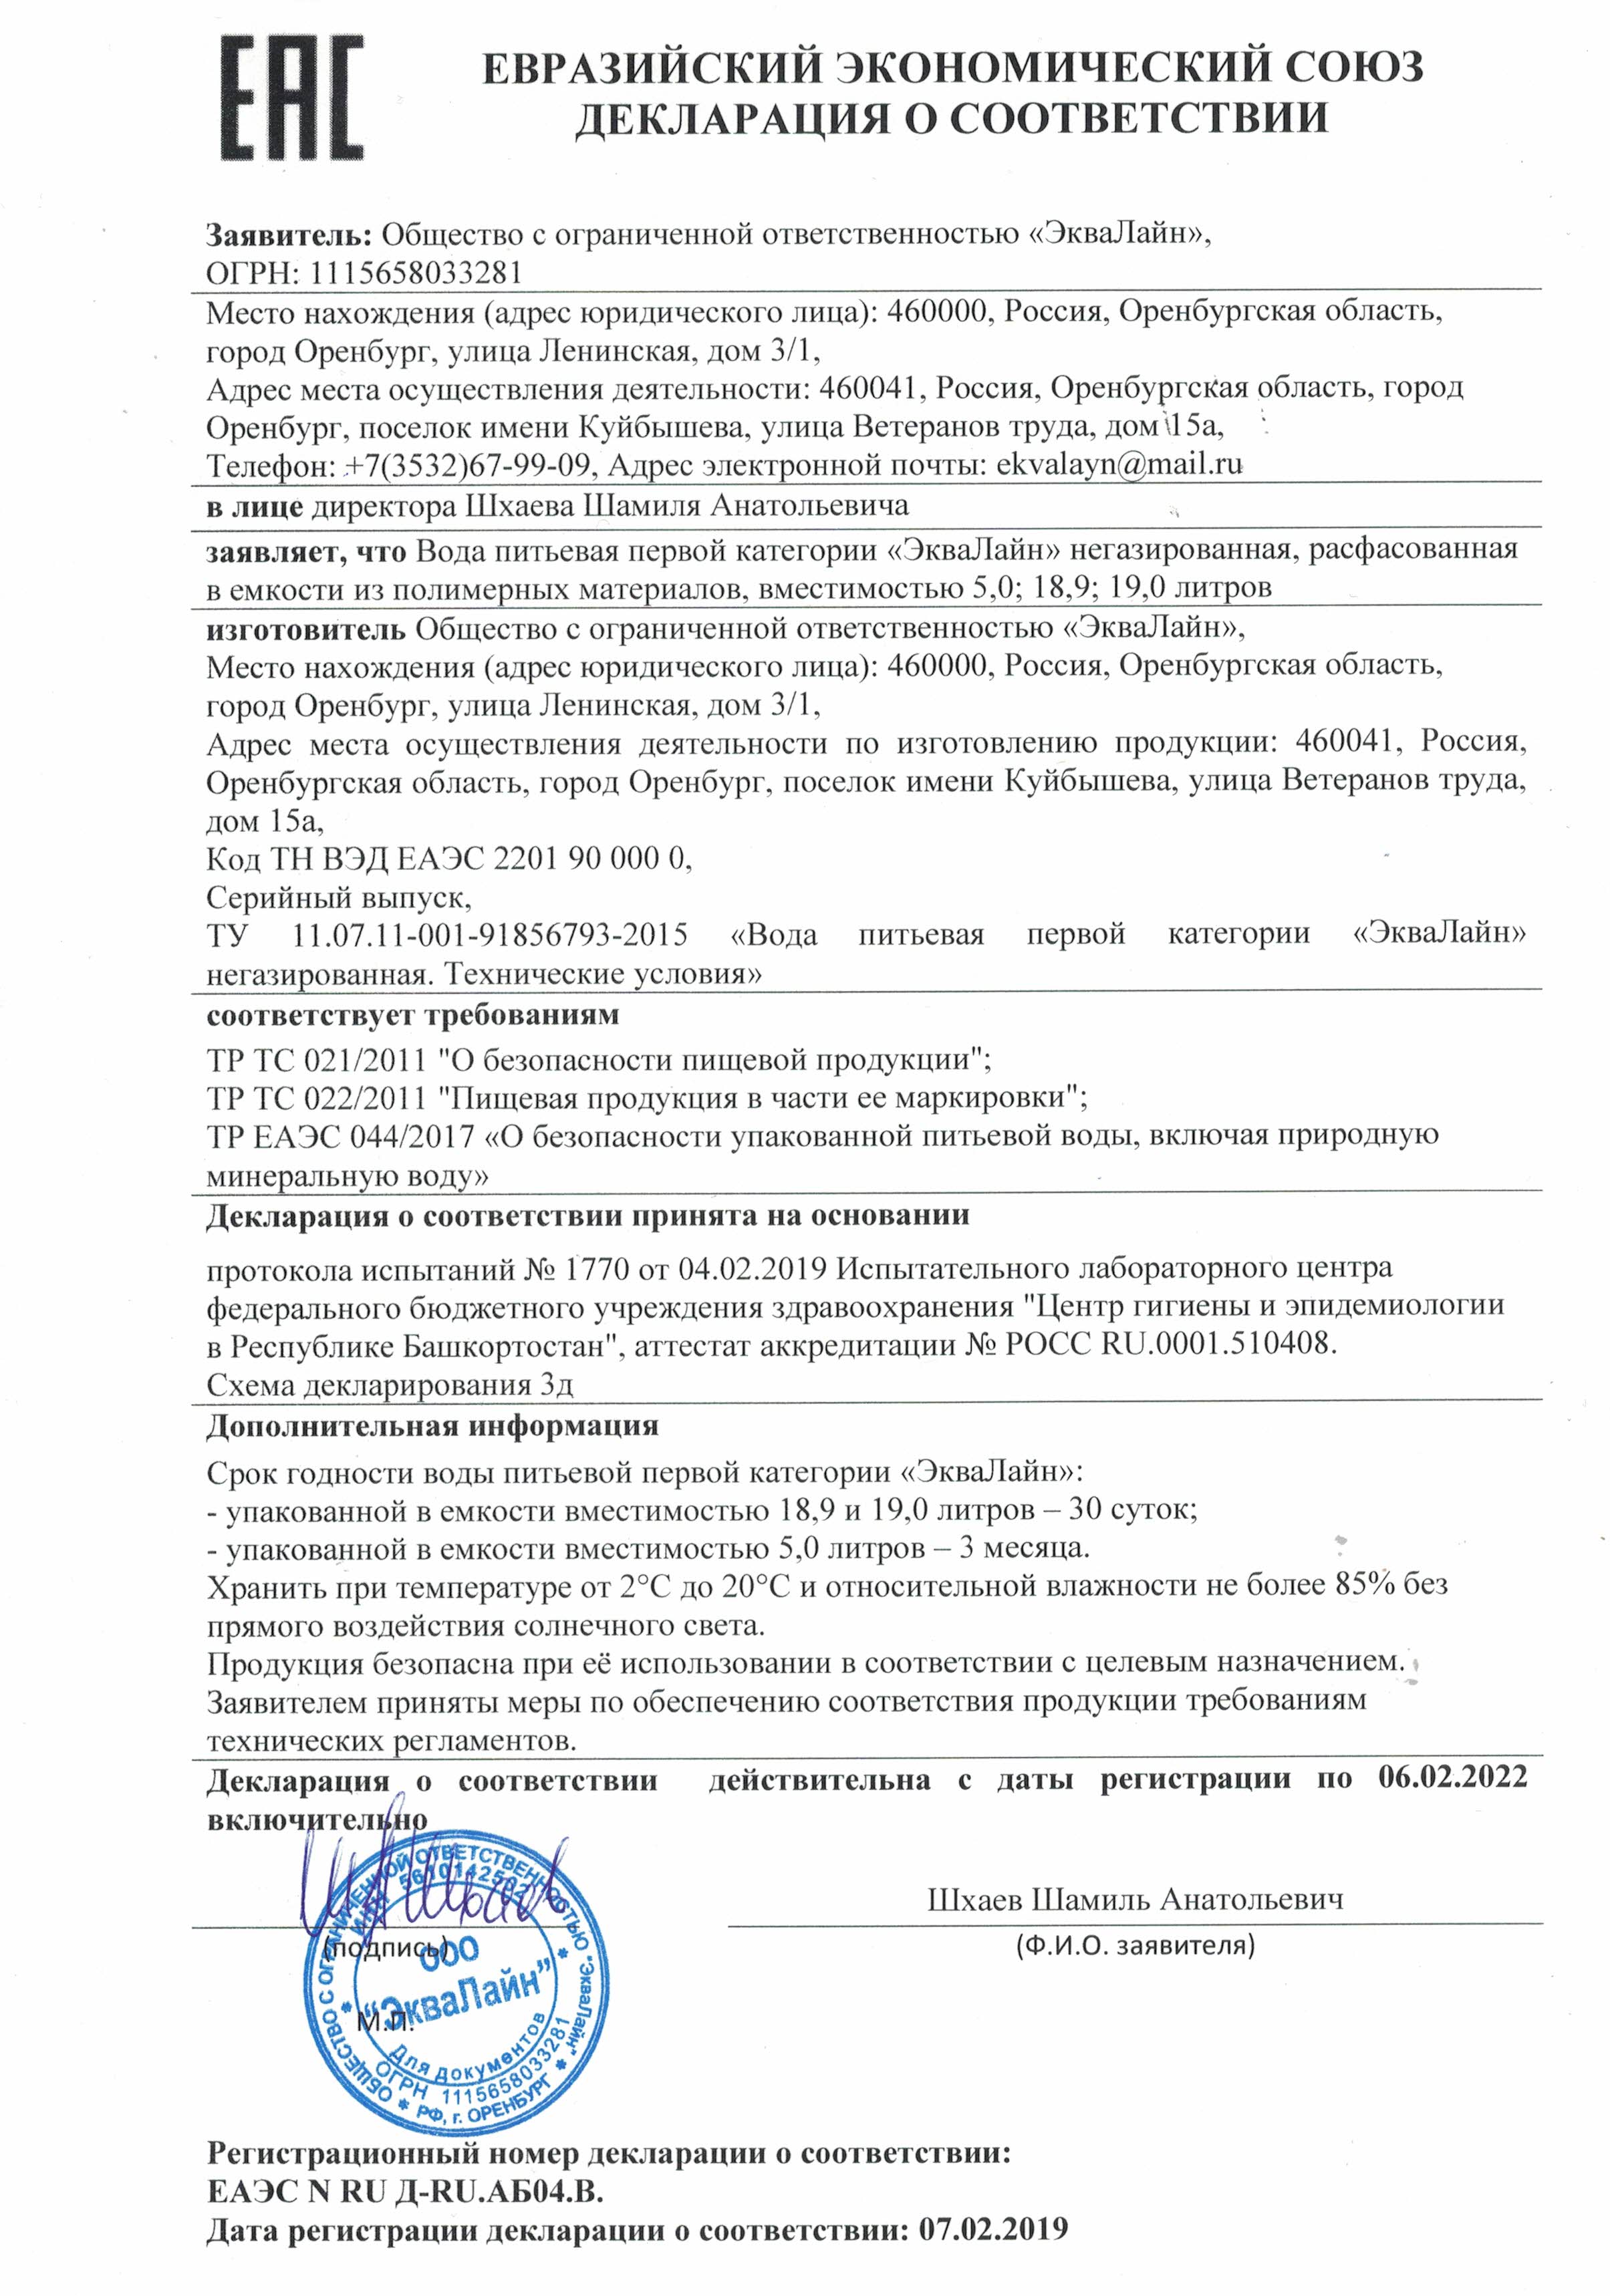 ЕАС
ЕВРАЗИЙСКИЙ ЭКОНОМИЧЕСКИЙ СОЮЗ
ДЕКЛАРАЦИЯ О СООТВЕТСТВИИ
Заявитель: Общество с ограниченной ответственностью «ЭкваЛайн»,
ОГРН: 1115658033281
Место нахождения (адрес юридического лица): 460000, Россия, Оренбургская область,
город Оренбург, улица Ленинская, дом 3/1,
Адрес места осуществления деятельности: 460041, Россия, Оренбургская область, город
Оренбург, поселок имени Куйбышева, улица Ветеранов труда, дом 15а,
Телефон: +7(3532)67-99-09, Адрес электронной почты: ekvalayn@mail.ru
в лице директора Шхаева Шамиля Анатольевича
заявляет, что Вода питьевая первой категории «ЭкваЛайн» негазированная, расфасованная
в емкости из полимерных материалов, вместимостью 5,0; 18,9; 19,0 литров
изготовитель Общество с ограниченной ответственностью «ЭкваЛайн»,
Место нахождения (адрес юридического лица): 460000, Россия, Оренбургская область,
город Оренбург, улица Ленинская, дом 3/1,
Адрес места осуществления деятельности по изготовлению продукции: 460041, Россия,
Оренбургская область, город Оренбург, поселок имени Куйбышева, улица Ветеранов труда,
дом 15а,
Код ТН ВЭД ЕАЭС 2201 90 000 0,
Серийный выпуск,
ТУ 11.07.11-001-91856793-2015 «Вода питьевая первой категории «ЭкваЛайн»
негазированная. Технические условия»
соответствует требованиям
ТР ТС 021/2011 "О безопасности пищевой продукции";
ТР ТС 022/2011 "Пищевая продукция в части ее маркировки";
ТР ЕАЭС 044/2017 «О безопасности упакованной питьевой воды, включая природную
минеральную воду»
Декларация о соответствии принята на основании
протокола испытаний № 1770 от 04.02.2019 Испытательного лабораторного центра
федерального бюджетного учреждения здравоохранения "Центр гигиены и эпидемиологии
в Республике Башкортостан", аттестат аккредитации № РОСС RU.0001.510408.
Схема декларирования 3д
Дополнительная информация
Срок годности воды питьевой первой категории «ЭкваЛайн»:
- упакованной в емкости вместимостью 18,9 и 19,0 литров – 30 суток;
- упакованной в емкости вместимостью 5,0 литров – 3 месяца.
Хранить при температуре от 2°С до 20°С и относительной влажности не более 85% без
прямого воздействия солнечного света.
Продукция безопасна при её использовании в соответствии с целевым назначением.
Заявителем приняты меры по обеспечению соответствия продукции требованиям
технических регламентов.
Декларация о соответствии действительна с даты регистрации по 06.02.2022
включительно
Шхаев Шамиль Анатольевич
(подпись)
(Ф.И.О. заявителя)
М.П.
ОБЩЕСТВО С ОГРАНИЧЕННОЙ ОТВЕТСТВЕННОСТЬЮ "ЭкваЛайн"
ИНН
ООО
"ЭкваЛайн"
Для документов
ОГРН 1115658033281
РФ, г. ОРЕНБУРГ
Регистрационный номер декларации о соответствии:
ЕАЭС N RU Д-RU.АБ04.В.
Дата регистрации декларации о соответствии: 07.02.2019